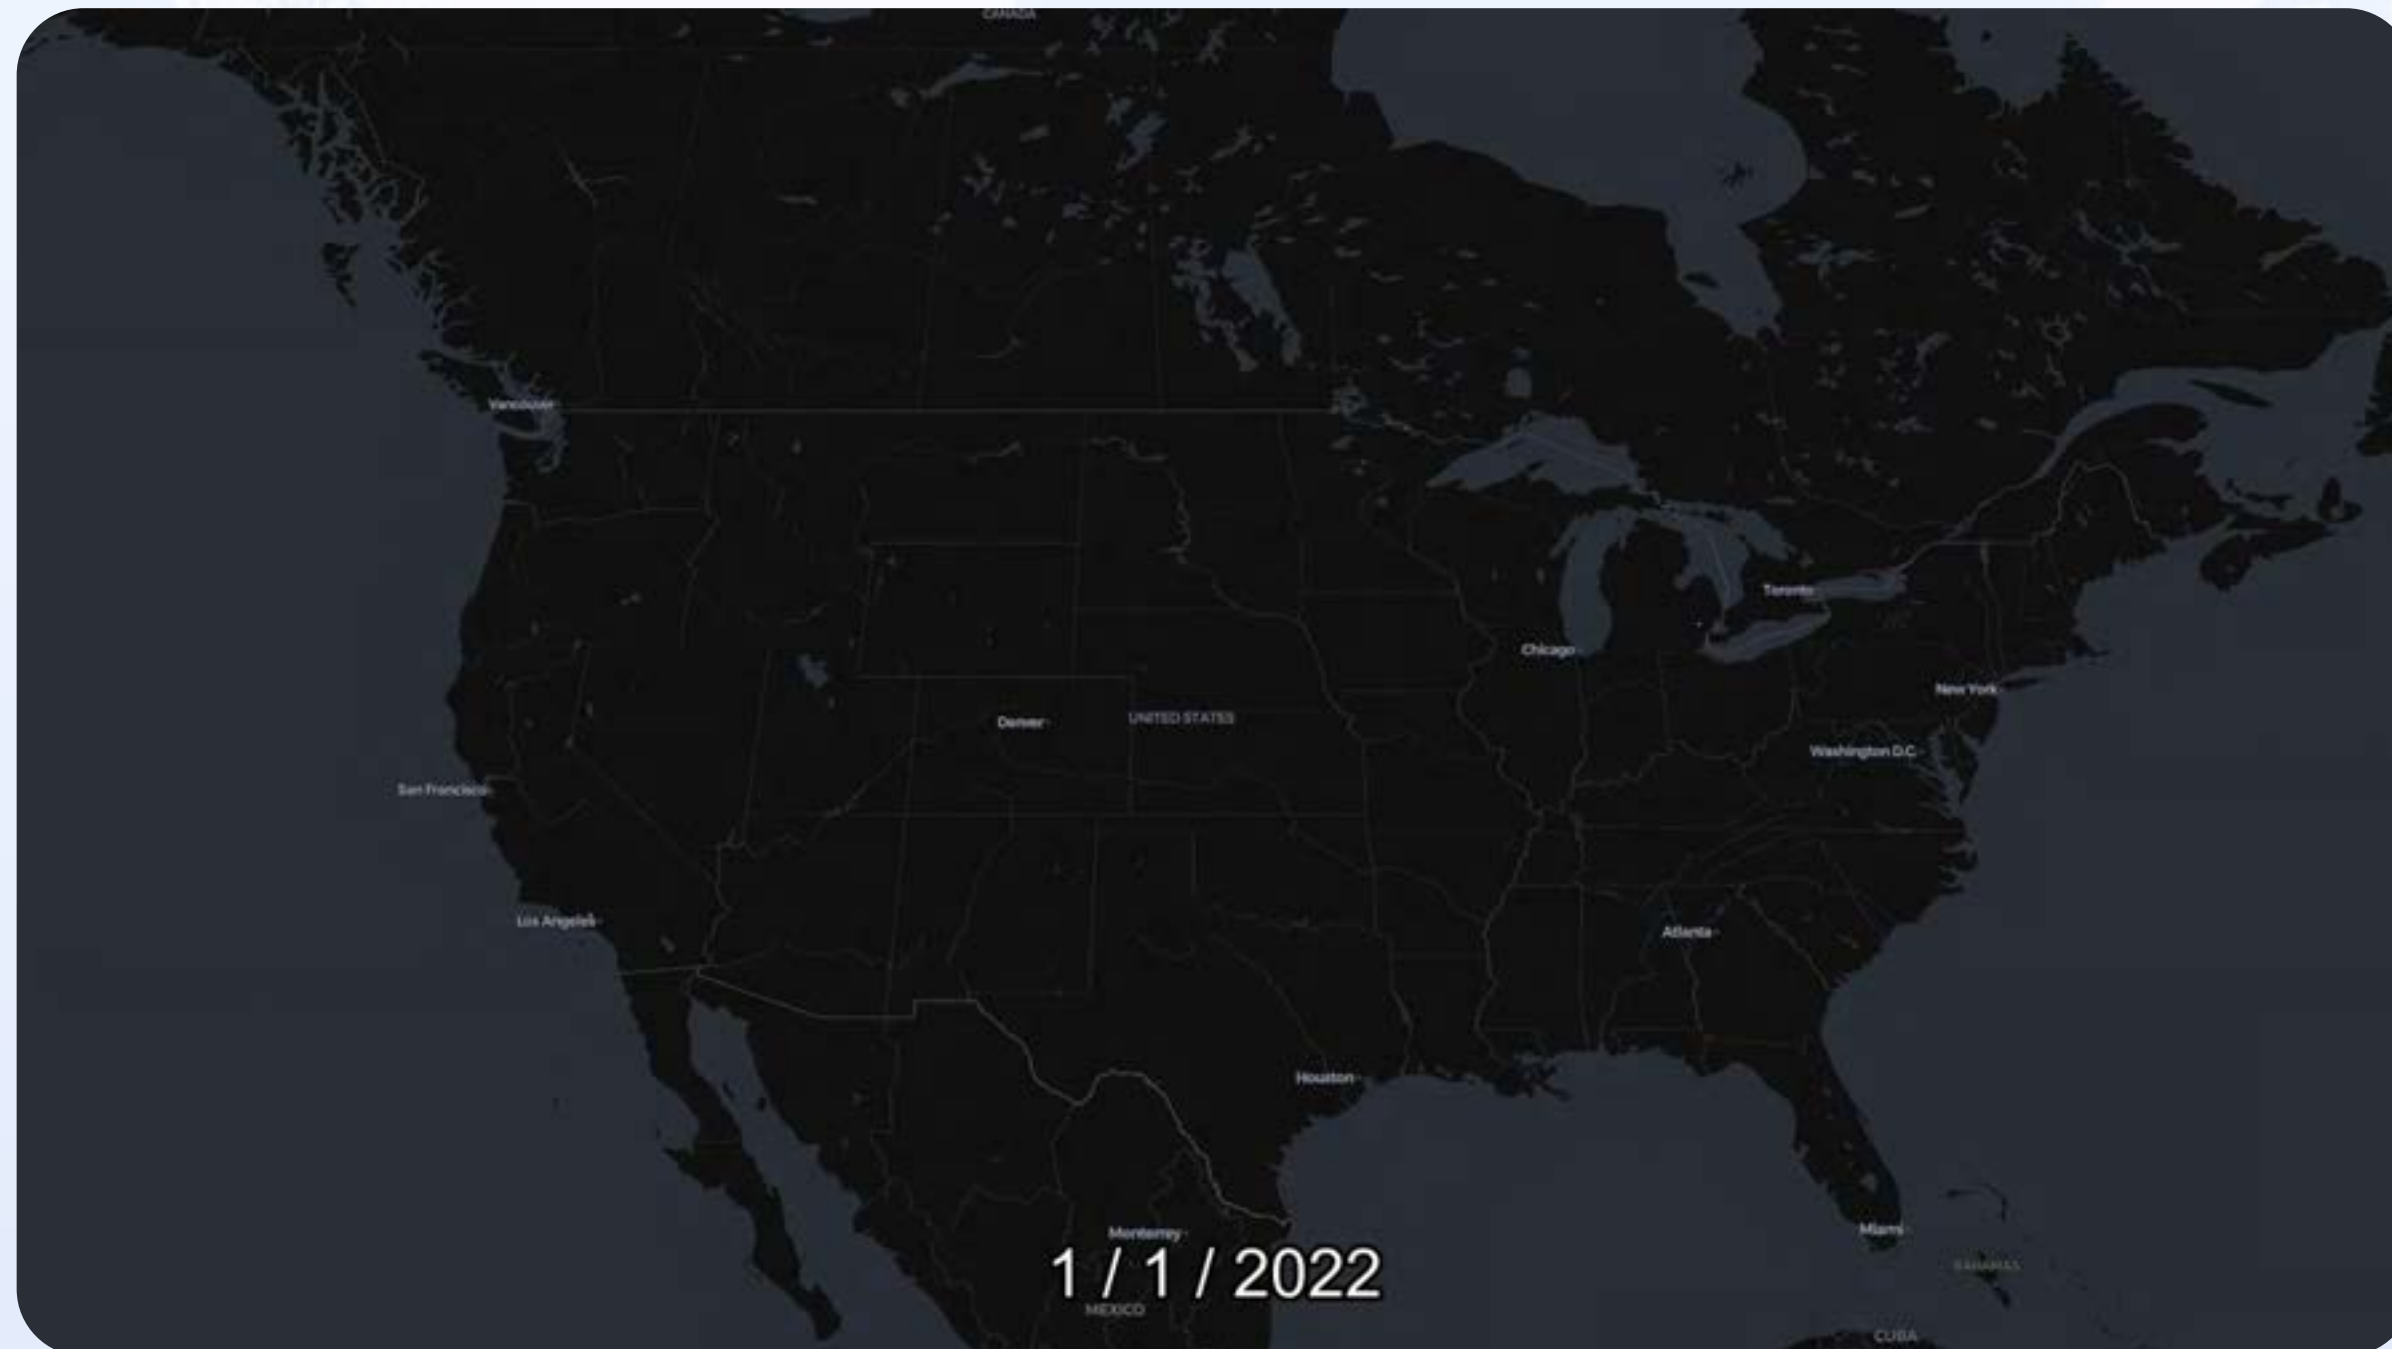 CANADA
Vancouver
Toronto
Chicago
New York
Denver
UNITED STATES
Washington D.C.
San Francisco
Los Angeles
Atlanta
Houston
Miami
Monterrey
1 / 1 / 2022
BAHAMAS
MEXICO
CUBA